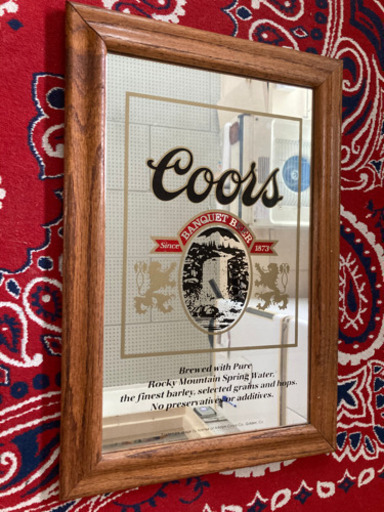 Coors
BANQUET BEER
Since 1873
Brewed with Pure
Rocky Mountain Spring Water,
the finest barley, selected grains and hops.
No preservatives or additives.